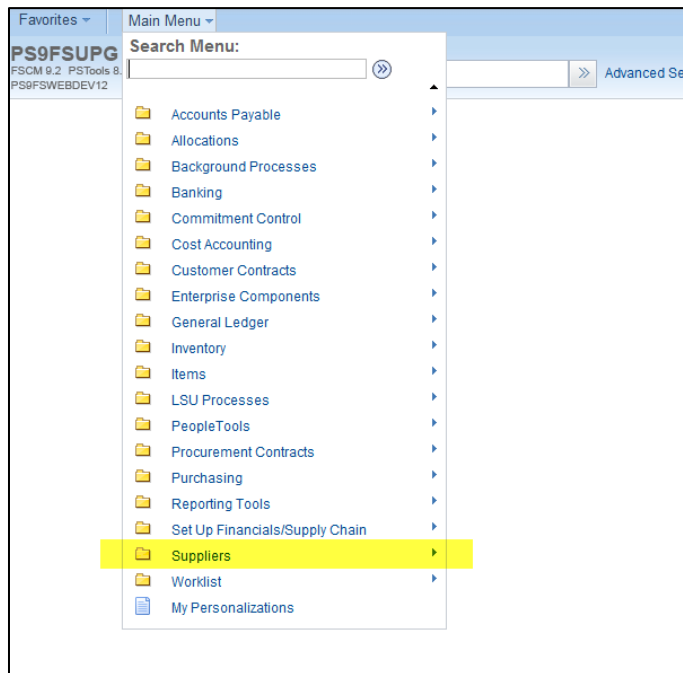 Favorites Main Menu
PS9FSUPG
FSCM 9.2 PSTools 8.
PS9FSWEBDEV12
Search Menu:
Advanced Se
Accounts Payable
Allocations
Background Processes
Banking
Commitment Control
Cost Accounting
Customer Contracts
Enterprise Components
General Ledger
Inventory
Items
LSU Processes
PeopleTools
Procurement Contracts
Purchasing
Reporting Tools
Set Up Financials/Supply Chain
Suppliers
Worklist
My Personalizations